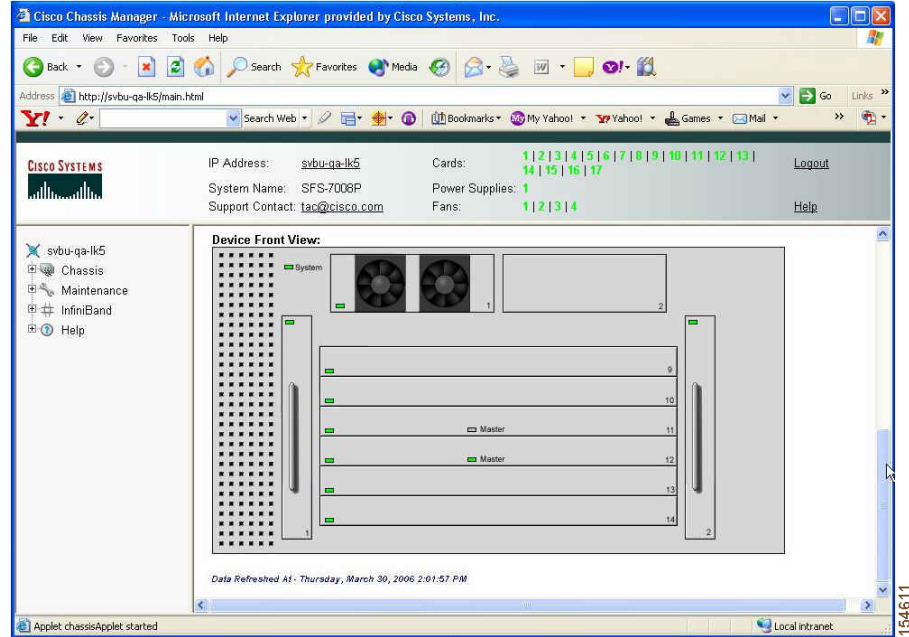 Cisco Chassis Manager - Microsoft Internet Explorer provided by Cisco Systems, Inc.
File Edit View Favorites Tools Help
Back Search Favorites Media
Address http://svbu-qa-lk5/main.html Go Links »
Y! Search Web Bookmarks My Yahoo! Yahoo! Games Mail »
CISCO SYSTEMS
IP Address: svbu-qa-lk5
System Name: SFS-7008P
Support Contact: tac@cisco.com
Cards: 1 | 2 | 3 | 4 | 5 | 6 | 7 | 8 | 9 | 10 | 11 | 12 | 13 |
14 | 15 | 16 | 17
Power Supplies: 1
Fans: 1 | 2 | 3 | 4
Logout
Help
svbu-qa-lk5
Chassis
Maintenance
InfiniBand
Help
Device Front View:
System
1
2
9
10
Master 11
Master 12
13
14
1
2
Data Refreshed At - Thursday, March 30, 2006 2:01:57 PM
Applet chassisApplet started
Local intranet
154611